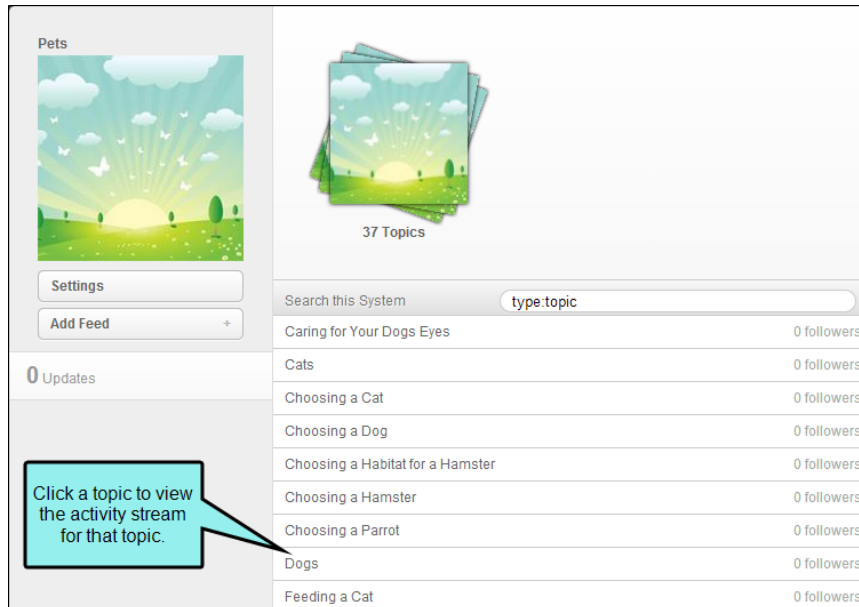 Pets
Settings
Add Feed +
0 Updates
37 Topics
Search this System type:topic
Caring for Your Dogs Eyes 0 followers
Cats 0 followers
Choosing a Cat 0 followers
Choosing a Dog 0 followers
Choosing a Habitat for a Hamster 0 followers
Choosing a Hamster 0 followers
Choosing a Parrot 0 followers
Dogs 0 followers
Feeding a Cat 0 followers
Click a topic to view
the activity stream
for that topic.